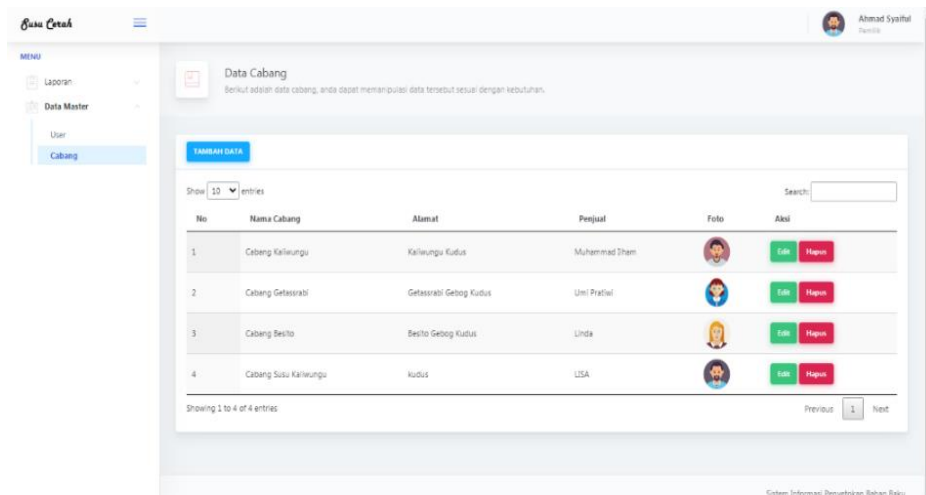 Susu Cerah
Ahmad Syaiful
Pemilik
MENU
Laporan
Data Master
User
Cabang
Data Cabang
Berikut adalah data cabang, anda dapat memanipulasi data tersebut sesuai dengan kebutuhan.
TAMBAH DATA
Show 10 entries Search:
No Nama Cabang Alamat Penjual Foto Aksi
1 Cabang Kaliwungu Kaliwungu Kudus Muhammad Ilham Edit Hapus
2 Cabang Getassrabi Getassrabi Gebog Kudus Umi Pratiwi Edit Hapus
3 Cabang Besito Besito Gebog Kudus Linda Edit Hapus
4 Cabang Susu Kaliwungu kudus LISA Edit Hapus
Showing 1 to 4 of 4 entries Previous 1 Next
Sistem Informasi Penyetokan Bahan Baku